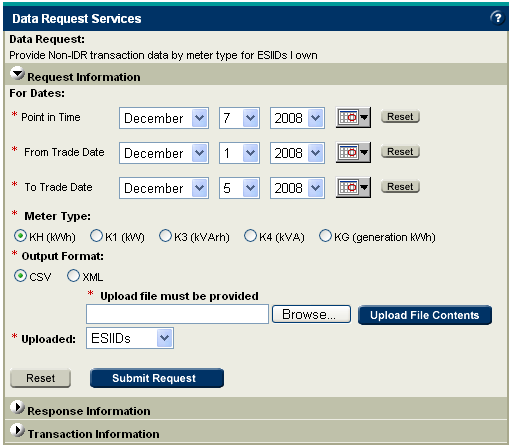 Data Request Services ?
Data Request:
Provide Non-IDR transaction data by meter type for ESIIDs I own
Request Information
For Dates:
* Point in Time December 7 2008 Reset
* From Trade Date December 1 2008 Reset
* To Trade Date December 5 2008 Reset
* Meter Type:
KH (kWh) K1 (kW) K3 (kVArh) K4 (kVA) KG (generation kWh)
* Output Format:
CSV XML
* Upload file must be provided
Browse... Upload File Contents
* Uploaded: ESIIDs
Reset Submit Request
Response Information
Transaction Information